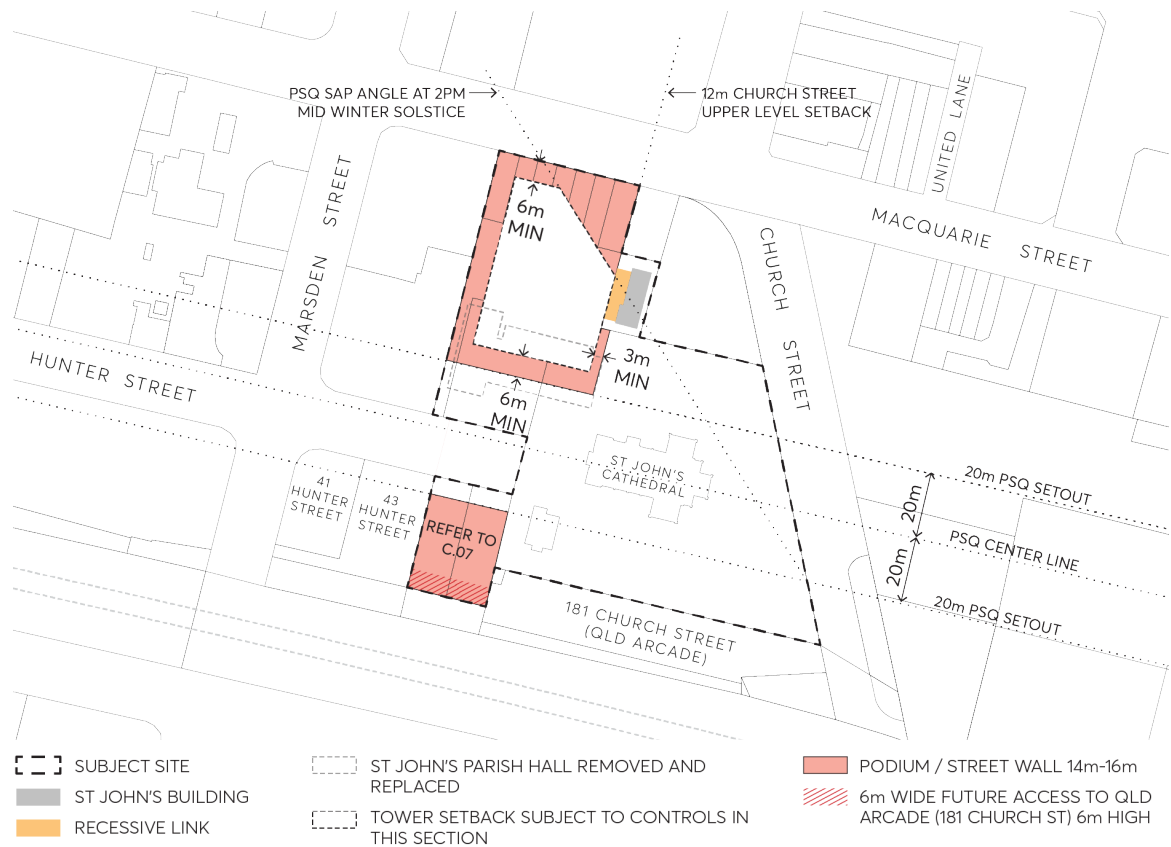 PSQ SAP ANGLE AT 2PM
MID WINTER SOLSTICE
12m CHURCH STREET
UPPER LEVEL SETBACK
UNITED LANE
MACQUARIE STREET
MARSDEN STREET
CHURCH STREET
HUNTER STREET
6m
MIN
3m
MIN
6m
MIN
ST JOHN'S
CATHEDRAL
41
HUNTER
STREET
43
HUNTER
STREET
REFER TO
C.07
20m PSQ SETOUT
20m
PSQ CENTER LINE
20m
20m PSQ SETOUT
181 CHURCH STREET
(QLD ARCADE)
SUBJECT SITE
ST JOHN'S BUILDING
RECESSIVE LINK
ST JOHN'S PARISH HALL REMOVED AND
REPLACED
TOWER SETBACK SUBJECT TO CONTROLS IN
THIS SECTION
PODIUM / STREET WALL 14m-16m
6m WIDE FUTURE ACCESS TO QLD
ARCADE (181 CHURCH ST) 6m HIGH